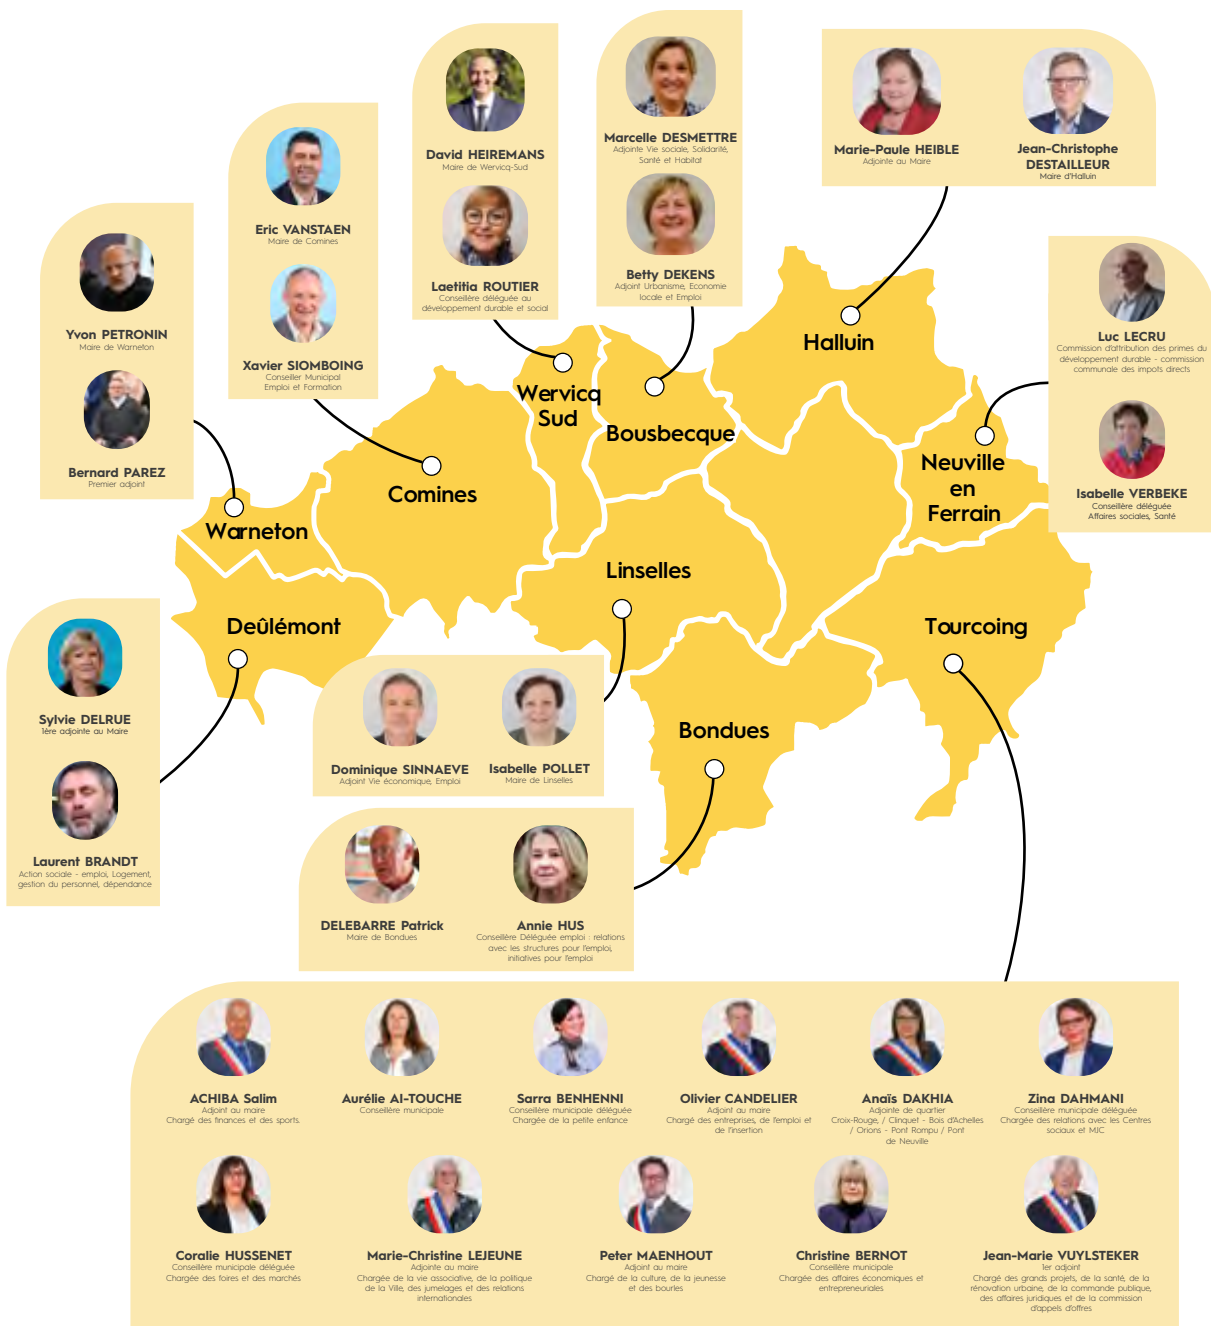 Marcelle DESMETTRE
Adjointe Vie sociale, Solidarité,
Santé et Habitat
Betty DEKENS
Adjoint Urbanisme, Economie
locale et Emploi
David HEIREMANS
Maire de Wervicq-Sud
Laetitia ROUTIER
Conseillère déléguée au
développement durable et social
Marie-Paule HEIBLE
Adjointe au Maire
Jean-Christophe
DESTAILLEUR
Maire d'Halluin
Eric VANSTAEN
Maire de Comines
Xavier SIOMBOING
Conseiller Municipal
Emploi et Formation
Yvon PETRONIN
Maire de Warneton
Bernard PAREZ
Premier adjoint
Luc LECRU
Commission d'attribution des primes du
développement durable - commission
communale des impots directs
Isabelle VERBEKE
Conseillère déléguée
Affaires sociales, Santé
Halluin
Wervicq
Sud
Bousbecque
Neuville
en
Ferrain
Comines
Warneton
Linselles
Deûlémont
Tourcoing
Bondues
Sylvie DELRUE
1ère adjointe au Maire
Laurent BRANDT
Action sociale - emploi, Logement,
gestion du personnel, dépendance
Dominique SINNAEVE
Adjoint Vie économique, Emploi
Isabelle POLLET
Maire de Linselles
DELEBARRE Patrick
Maire de Bondues
Annie HUS
Conseillère Déléguée emploi : relations
avec les structures pour l'emploi,
initiatives pour l'emploi
ACHIBA Salim
Adjoint au maire
Chargé des finances et des sports
Aurélie AI-TOUCHE
Conseillère municipale
Sarra BENHENNI
Conseillère municipale déléguée
Chargée de la petite enfance
Olivier CANDELIER
Adjoint au maire
Chargé des entreprises, de l'emploi et
de l'insertion
Anaïs DAKHIA
Adjointe de quartier
Croix-Rouge, / Clinquet - Bois d'Achelles
/ Orions - Pont Rompu / Pont
de Neuville
Zina DAHMANI
Conseillère municipale déléguée
Chargée des relations avec les Centres
sociaux et MJC
Coralie HUSSENET
Conseillère municipale déléguée
Chargée des foires et des marchés
Marie-Christine LEJEUNE
Adjointe au maire
Chargée de la vie associative, de la politique
de la Ville, des jumelages et des relations
internationales
Peter MAENHOUT
Adjoint au maire
Chargé de la culture, de la jeunesse
et des bourles
Christine BERNOT
Conseillère municipale
Chargée des affaires économiques et
entrepreneuriales
Jean-Marie VUYLSTEKER
1er adjoint
Chargé des grands projets, de la santé, de la
rénovation urbaine, de la commande publique,
des affaires juridiques et de la commission
d'appels d'offres